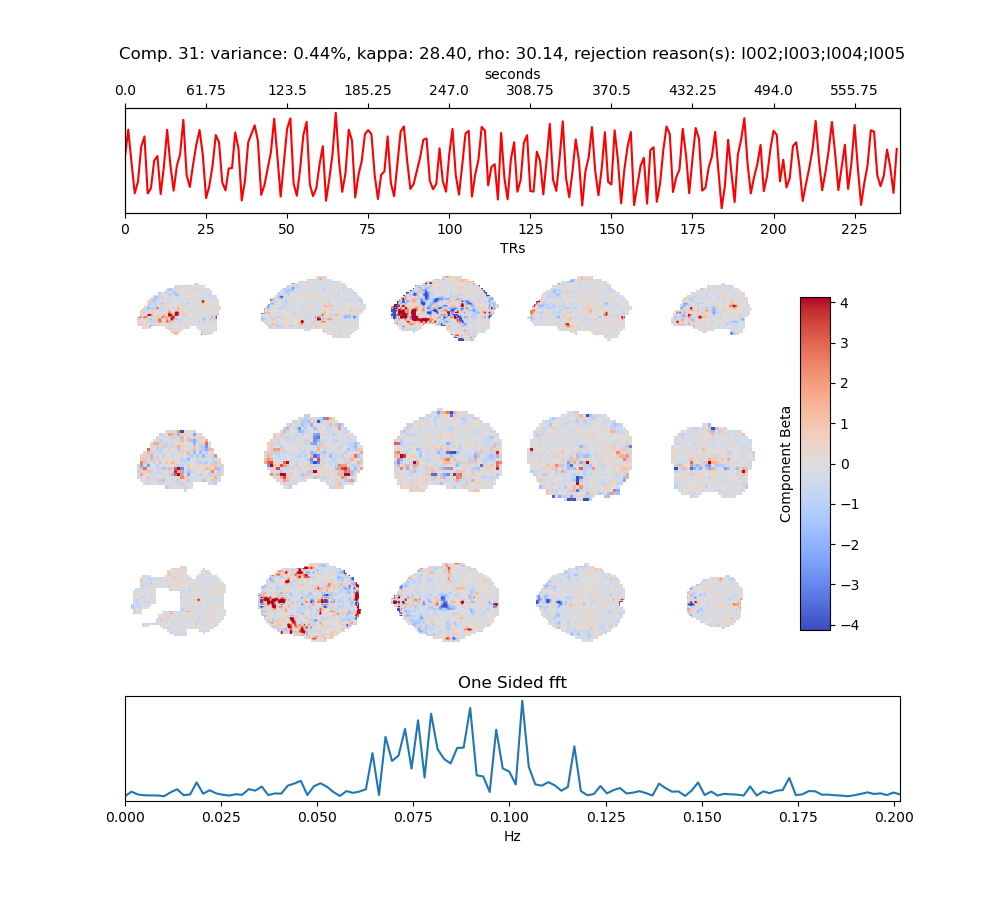 Comp. 31: variance: 0.44%, kappa: 28.40, rho: 30.14, rejection reason(s): I002;I003;I004;I005
seconds
0.0 61.75 123.5 185.25 247.0 308.75 370.5 432.25 494.0 555.75
0 25 50 75 100 125 150 175 200 225
TRs
4
3
2
1
0
−1
−2
−3
−4
Component Beta
One Sided fft
0.000 0.025 0.050 0.075 0.100 0.125 0.150 0.175 0.200
Hz